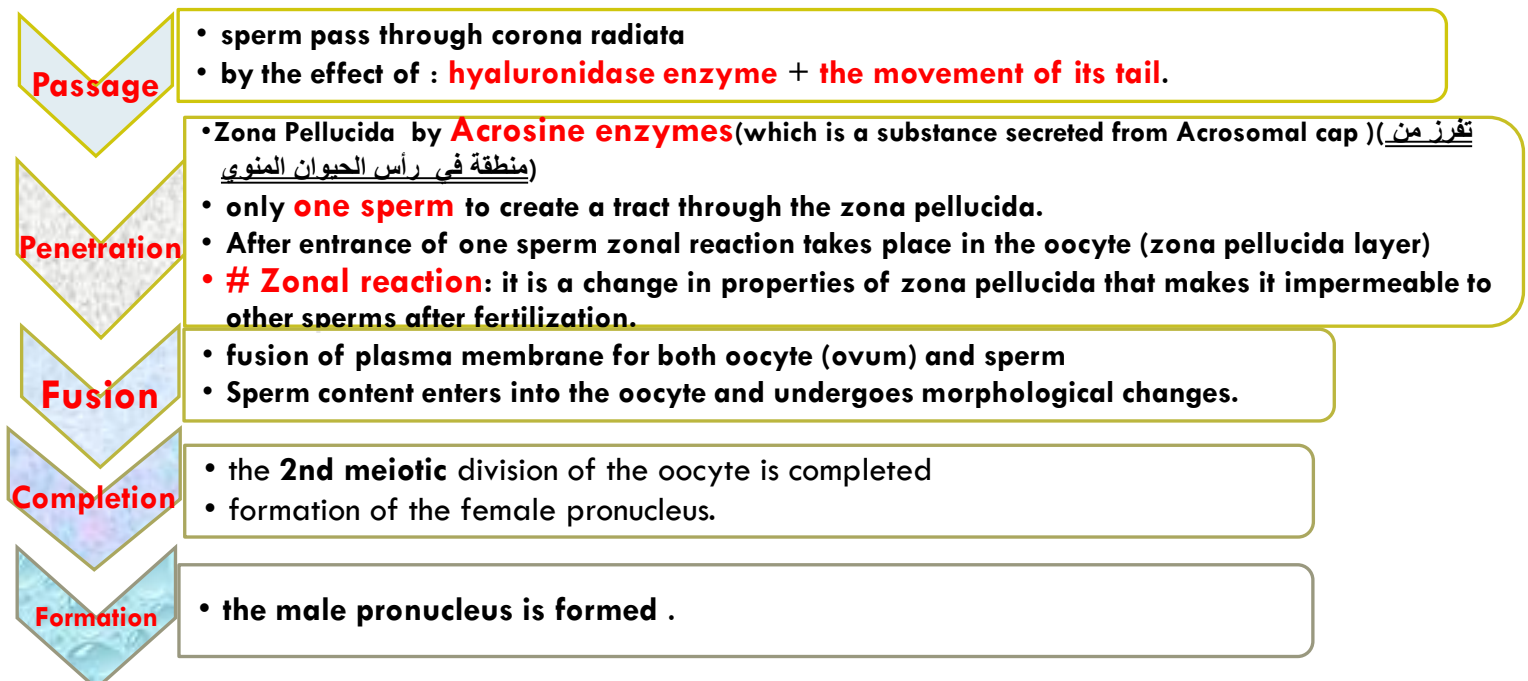 Passage
• sperm pass through corona radiata
• by the effect of : hyaluronidase enzyme + the movement of its tail.
Penetration
•Zona Pellucida by Acrosine enzymes(which is a substance secreted from Acrosomal cap )(تفرز من
منطقة في رأس الحيوان المنوي)
• only one sperm to create a tract through the zona pellucida.
• After entrance of one sperm zonal reaction takes place in the oocyte (zona pellucida layer)
• # Zonal reaction: it is a change in properties of zona pellucida that makes it impermeable to
other sperms after fertilization.
Fusion
• fusion of plasma membrane for both oocyte (ovum) and sperm
• Sperm content enters into the oocyte and undergoes morphological changes.
Completion
• the 2nd meiotic division of the oocyte is completed
• formation of the female pronucleus.
Formation
• the male pronucleus is formed .